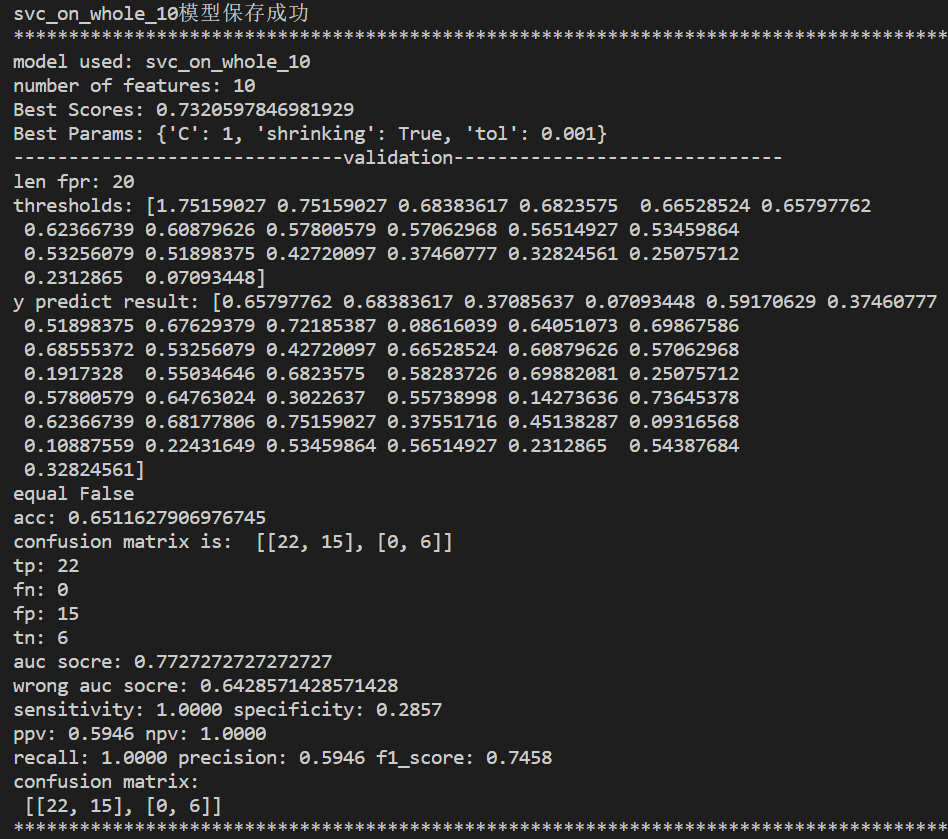 svc_on_whole_10模型保存成功
*************************************************************************************
model used: svc_on_whole_10
number of features: 10
Best Scores: 0.7320597846981929
Best Params: {'C': 1, 'shrinking': True, 'tol': 0.001}
------------------------------validation------------------------------
len fpr: 20
thresholds: [1.75159027 0.75159027 0.68383617 0.6823575  0.66528524 0.65797762
 0.62366739 0.60879626 0.57800579 0.57062968 0.56514927 0.53459864
 0.53256079 0.51898375 0.42720097 0.37460777 0.32824561 0.25075712
 0.2312865  0.07093448]
y predict result: [0.65797762 0.68383617 0.37085637 0.07093448 0.59170629 0.37460777
 0.51898375 0.67629379 0.72185387 0.08616039 0.64051073 0.69867586
 0.68555372 0.53256079 0.42720097 0.66528524 0.60879626 0.57062968
 0.1917328  0.55034646 0.6823575  0.58283726 0.69882081 0.25075712
 0.57800579 0.64763024 0.3022637  0.55738998 0.14273636 0.73645378
 0.62366739 0.68177806 0.75159027 0.37551716 0.45138287 0.09316568
 0.10887559 0.22431649 0.53459864 0.56514927 0.2312865  0.54387684
 0.32824561]
equal False
acc: 0.6511627906976745
confusion matrix is:  [[22, 15], [0, 6]]
tp: 22
fn: 0
fp: 15
tn: 6
auc socre: 0.7727272727272727
wrong auc socre: 0.6428571428571428
sensitivity: 1.0000 specificity: 0.2857
ppv: 0.5946 npv: 1.0000
recall: 1.0000 precision: 0.5946 f1_score: 0.7458
confusion matrix:
 [[22, 15], [0, 6]]
*************************************************************************************